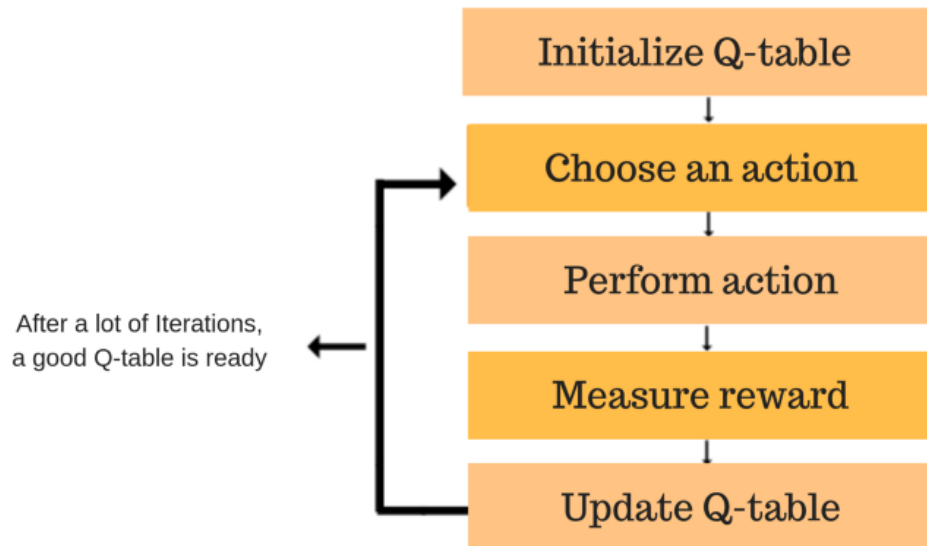 Initialize Q-table
Choose an action
Perform action
After a lot of Iterations,
a good Q-table is ready
Measure reward
Update Q-table